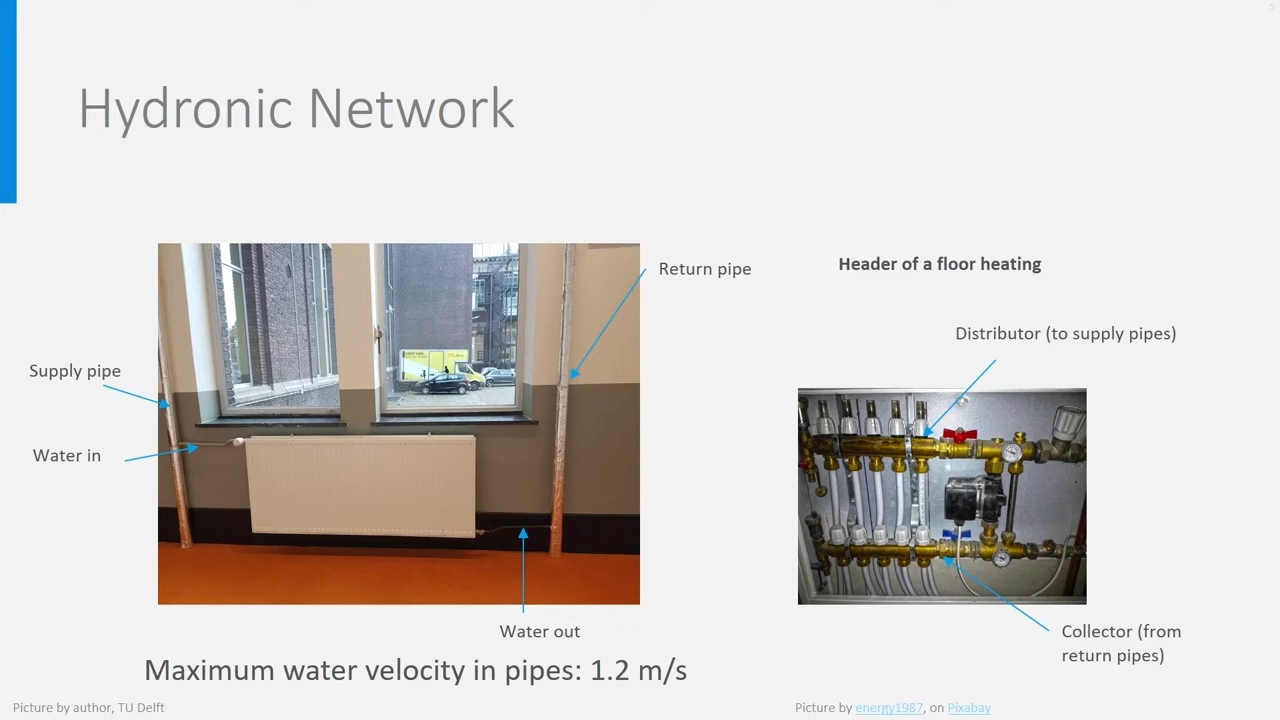 Hydronic Network
Return pipe
Header of a floor heating
Distributor (to supply pipes)
Supply pipe
Water in
Water out
Collector (from
return pipes)
Maximum water velocity in pipes: 1.2 m/s
Picture by author, TU Delft
Picture by energy1987, on Pixabay